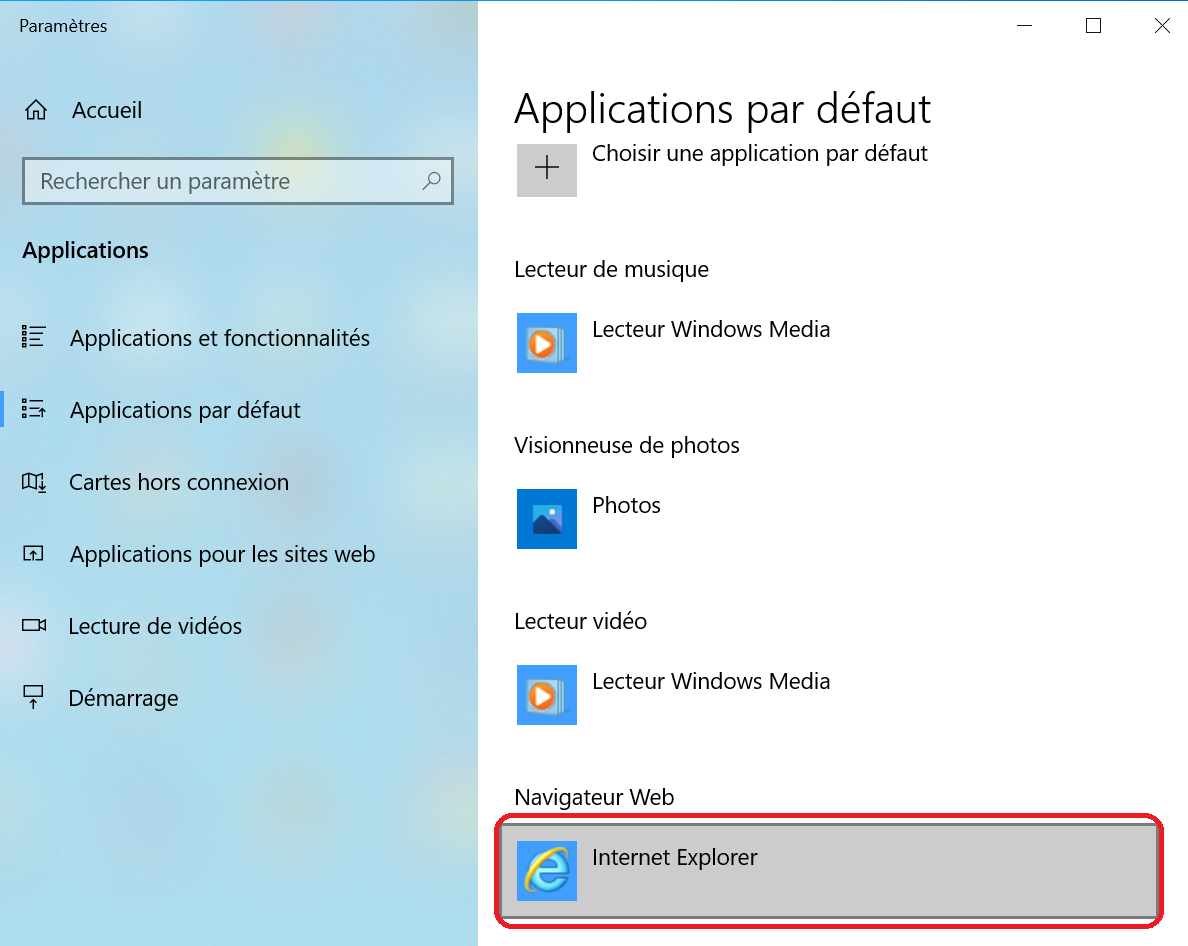 Paramètres
Accueil
Rechercher un paramètre
Applications
Applications et fonctionnalités
Applications par défaut
Cartes hors connexion
Applications pour les sites web
Lecture de vidéos
Démarrage
Applications par défaut
Choisir une application par défaut
Lecteur de musique
Lecteur Windows Media
Visionneuse de photos
Photos
Lecteur vidéo
Lecteur Windows Media
Navigateur Web
Internet Explorer